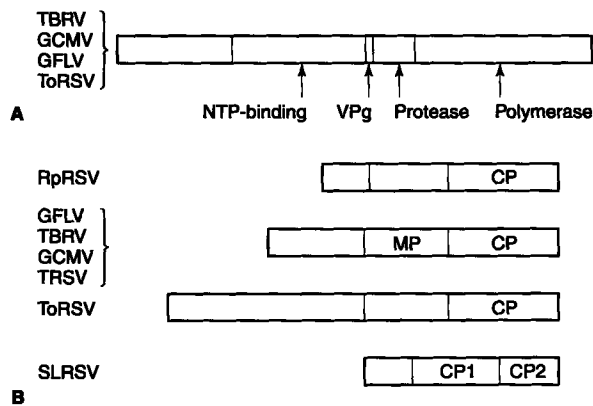 TBRV
GCMV
GFLV
ToRSV
NTP-binding VPg Protease Polymerase
A
RpRSV CP
GFLV
TBRV
GCMV
TRSV
MP CP
ToRSV CP
SLRSV CP1 CP2
B